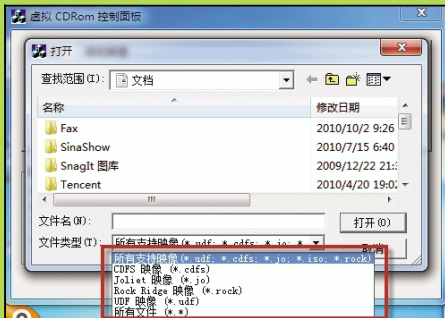 虚拟 CDRom 控制面板
打开
查找范围(I): 文档
名称 修改日期
Fax 2010/10/2 9:26
SinaShow 2010/7/15 6:40
SnagIt 图库 2009/12/22 21:
Tencent 2010/4/20 19:0
文件名(N): 打开(O)
文件类型(T): 所有支持映像(*.udf; *.cdfs; *.jo; *. 取消
所有支持映像(*.udf; *.cdfs; *.jo; *.iso; *.rock)
CDFS 映像 (*.cdfs)
Joliet 映像(*.jo)
Rock Ridge 映像 (*.rock)
UDF 映像 (*.udf)
所有文件 (*.*)